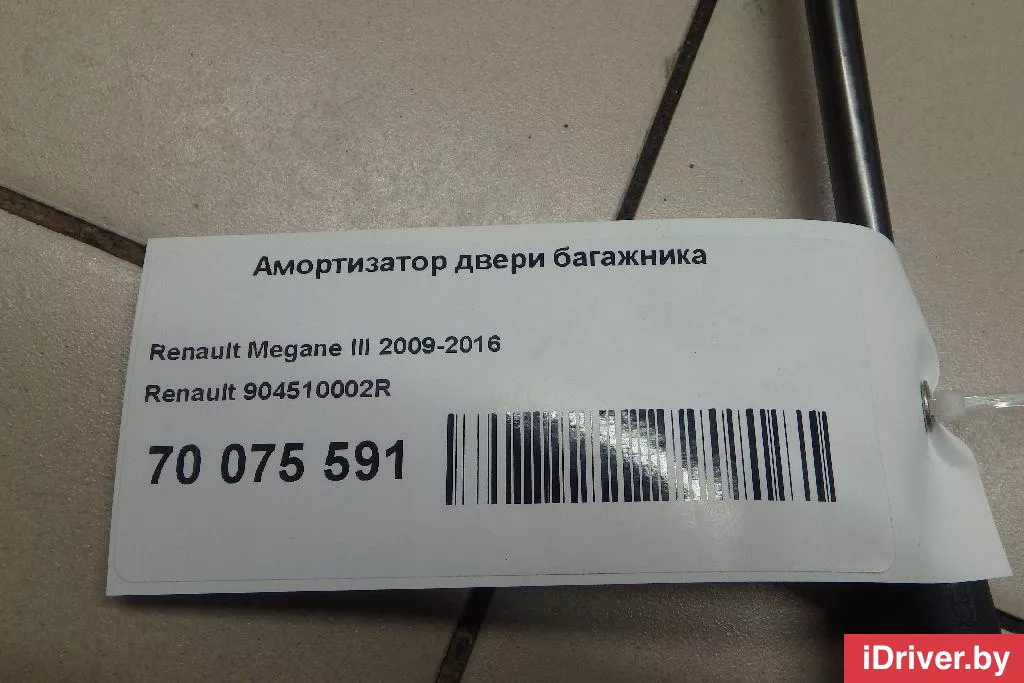 Амортизатор двери багажника
Renault Megane III 2009-2016
Renault 904510002R
70 075 591
iDriver.by